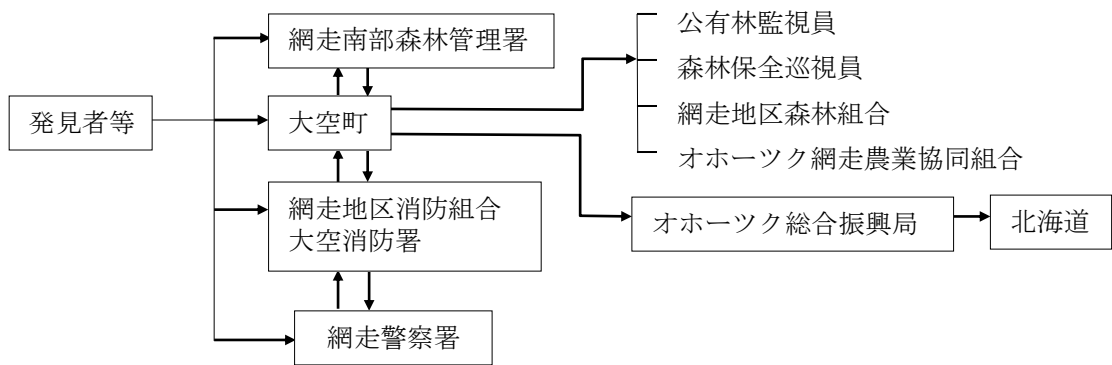 発見者等
網走南部森林管理署
大空町
網走地区消防組合
大空消防署
網走警察署
公有林監視員
森林保全巡視員
網走地区森林組合
オホーツク網走農業協同組合
オホーツク総合振興局
北海道